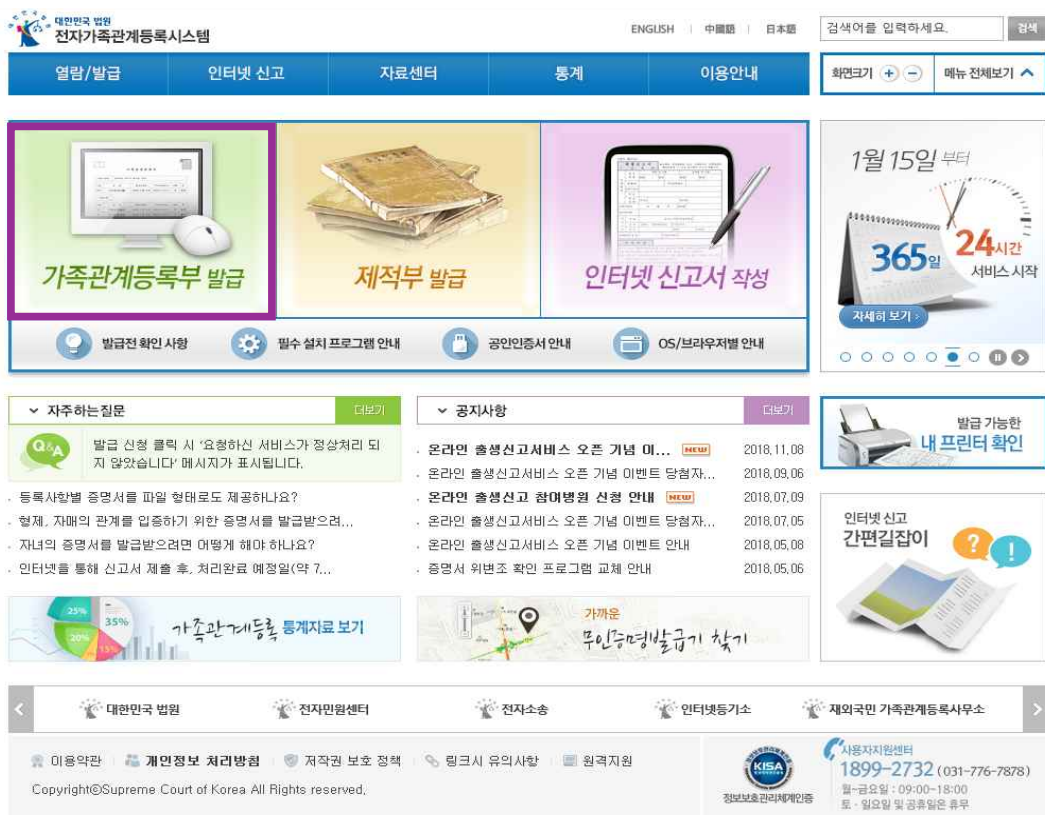 대한민국 법원
전자가족관계등록시스템
ENGLISH | 中國語 | 日本語
검색어를 입력하세요.
검색
열람/발급
인터넷 신고
자료센터
통계
이용안내
화면크기 + −
메뉴 전체보기
가족관계등록부 발급
제적부 발급
인터넷 신고서 작성
1월 15일 부터
365일
24시간
서비스 시작
자세히 보기 ›
발급전 확인 사항
필수 설치 프로그램 안내
공인인증서 안내
OS/브라우저별 안내
자주하는질문
더보기
Q&A
발급 신청 클릭 시 '요청하신 서비스가 정상처리 되
지 않았습니다' 메시지가 표시됩니다.
등록사항별 증명서를 파일 형태로도 제공하나요?
형제, 자매의 관계를 입증하기 위한 증명서를 발급받으려...
자녀의 증명서를 발급받으려면 어떻게 해야 하나요?
인터넷을 통해 신고서 제출 후, 처리완료 예정일(약 7...
공지사항
더보기
온라인 출생신고서비스 오픈 기념 이... NEW 2018.11.08
온라인 출생신고서비스 오픈 기념 이벤트 당첨자... 2018.09.06
온라인 출생신고 참여병원 신청 안내 NEW 2018.07.09
온라인 출생신고서비스 오픈 기념 이벤트 당첨자... 2018.07.05
온라인 출생신고서비스 오픈 기념 이벤트 안내 2018.05.08
증명서 위변조 확인 프로그램 교체 안내 2018.05.06
발급 가능한
내 프린터 확인
인터넷 신고
간편길잡이
25%
35%
20%
15%
가족관계등록 통계자료 보기
가까운
무인증명발급기 찾기
대한민국 법원
전자민원센터
전자소송
인터넷등기소
재외국민 가족관계등록사무소
이용약관
개인정보 처리방침
저작권 보호 정책
링크시 유의사항
원격지원
Copyright©Supreme Court of Korea All Rights reserved.
KISA
정보보호관리체계인증
사용자지원센터
1899-2732 (031-776-7878)
월~금요일 : 09:00~18:00
토 · 일요일 및 공휴일은 휴무